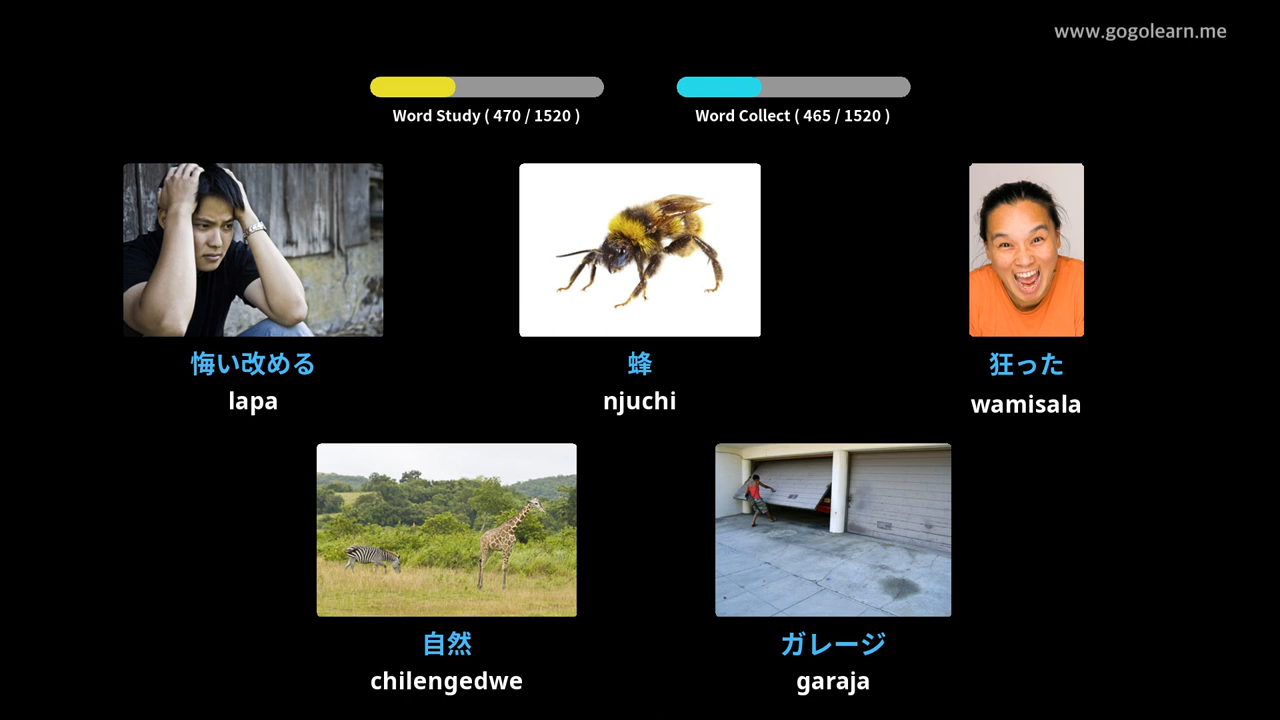 www.gogolearn.me
Word Study ( 470 / 1520 )
Word Collect ( 465 / 1520 )
悔い改める
lapa
蜂
njuchi
狂った
wamisala
自然
chilengedwe
ガレージ
garaja